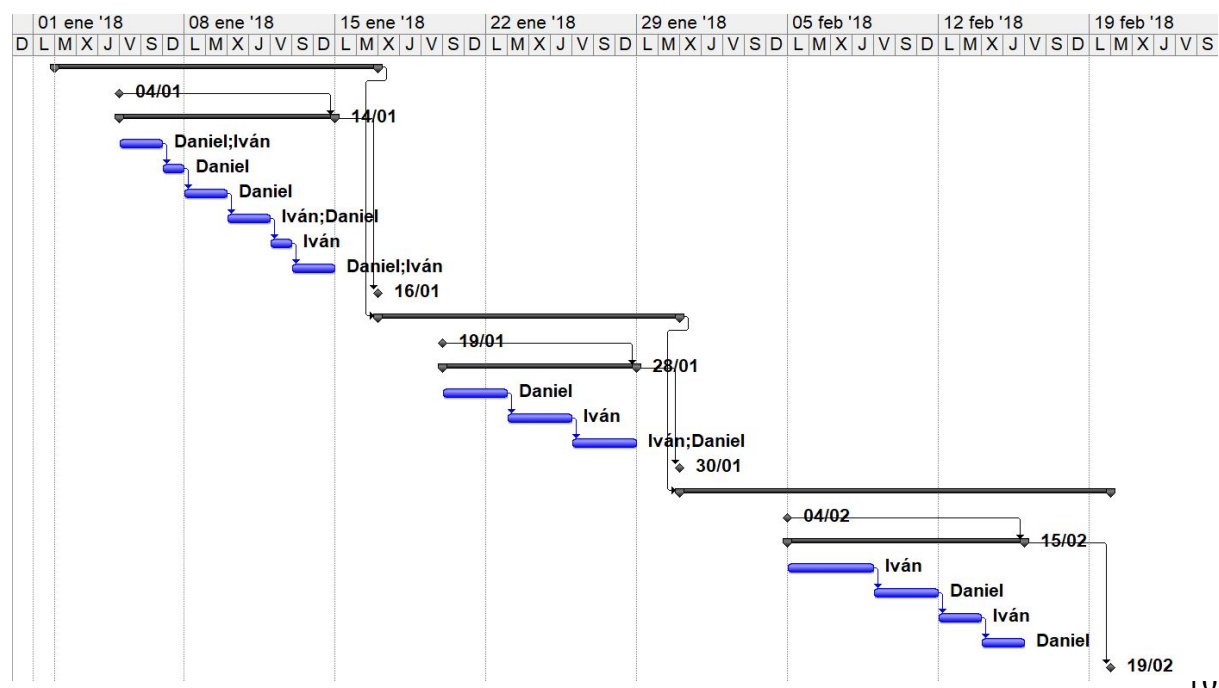 01 ene '18 08 ene '18 15 ene '18 22 ene '18 29 ene '18 05 feb '18 12 feb '18 19 feb '18
D L M X J V S D L M X J V S D L M X J V S D L M X J V S D L M X J V S D L M X J V S D L M X J V S D L M X J V S
04/01
14/01
Daniel;Iván
Daniel
Daniel
Iván;Daniel
Iván
Daniel;Iván
16/01
19/01
28/01
Daniel
Iván
Iván;Daniel
30/01
04/02
15/02
Iván
Daniel
Iván
Daniel
19/02